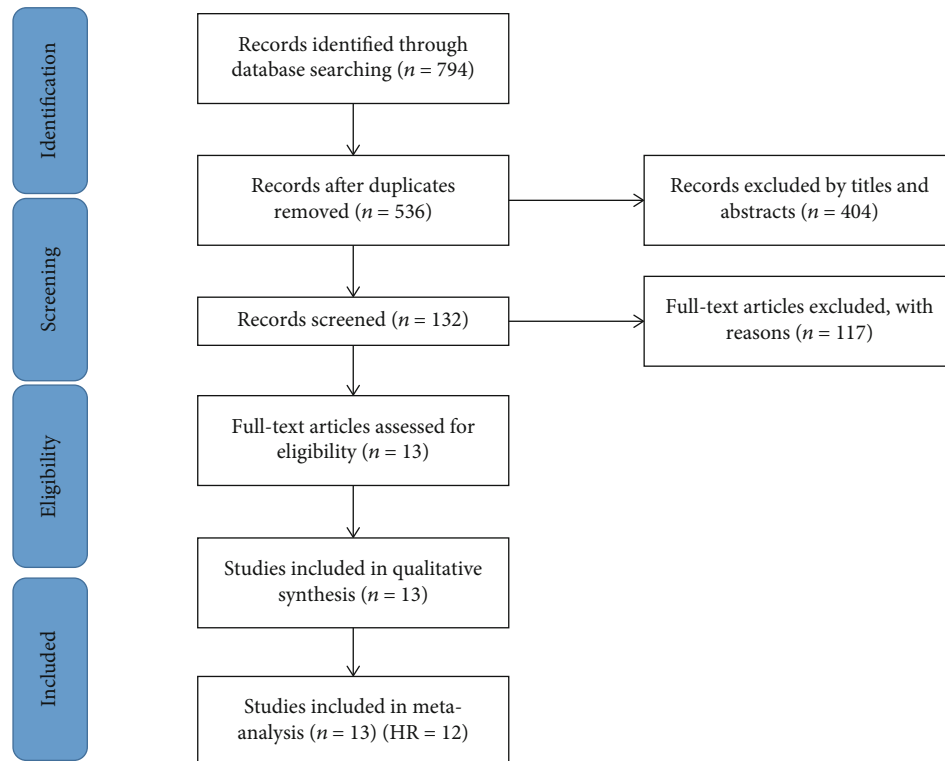 Identification
Records identified through
database searching (n = 794)
Records after duplicates
removed (n = 536)
Records excluded by titles and
abstracts (n = 404)
Screening
Records screened (n = 132)
Full-text articles excluded, with
reasons (n = 117)
Eligibility
Full-text articles assessed for
eligibility (n = 13)
Studies included in qualitative
synthesis (n = 13)
Included
Studies included in meta-
analysis (n = 13) (HR = 12)